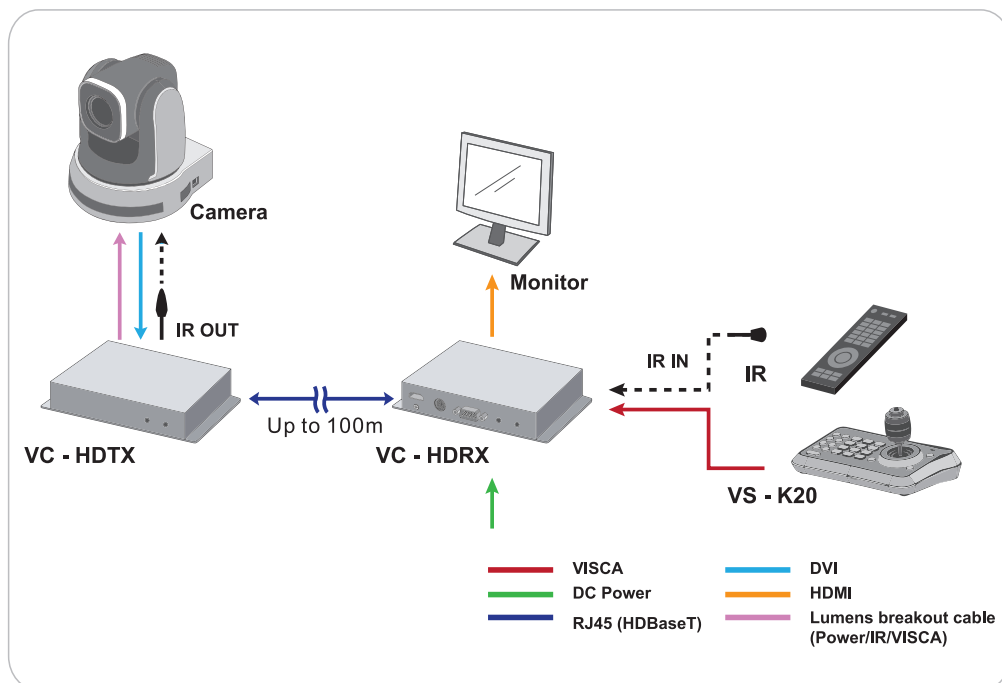 Camera
Monitor
IR OUT
IR IN
IR
Up to 100m
VC - HDTX
VC - HDRX
VS - K20
VISCA
DC Power
RJ45 (HDBaseT)
DVI
HDMI
Lumens breakout cable
(Power/IR/VISCA)